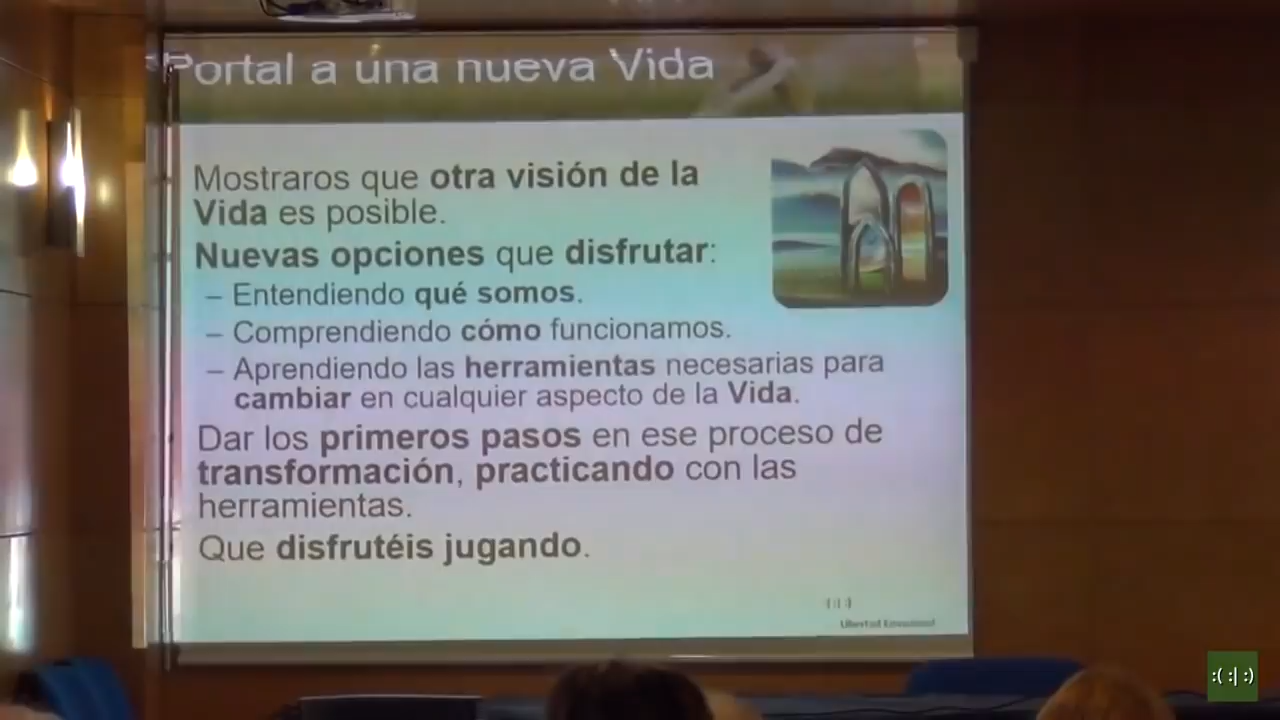 Portal a una nueva Vida
Mostraros que otra visión de la
Vida es posible.
Nuevas opciones que disfrutar:
– Entendiendo qué somos.
– Comprendiendo cómo funcionamos.
– Aprendiendo las herramientas necesarias para
cambiar en cualquier aspecto de la Vida.
Dar los primeros pasos en ese proceso de
transformación, practicando con las
herramientas.
Que disfrutéis jugando.
Libertad Emocional
:( :| :)